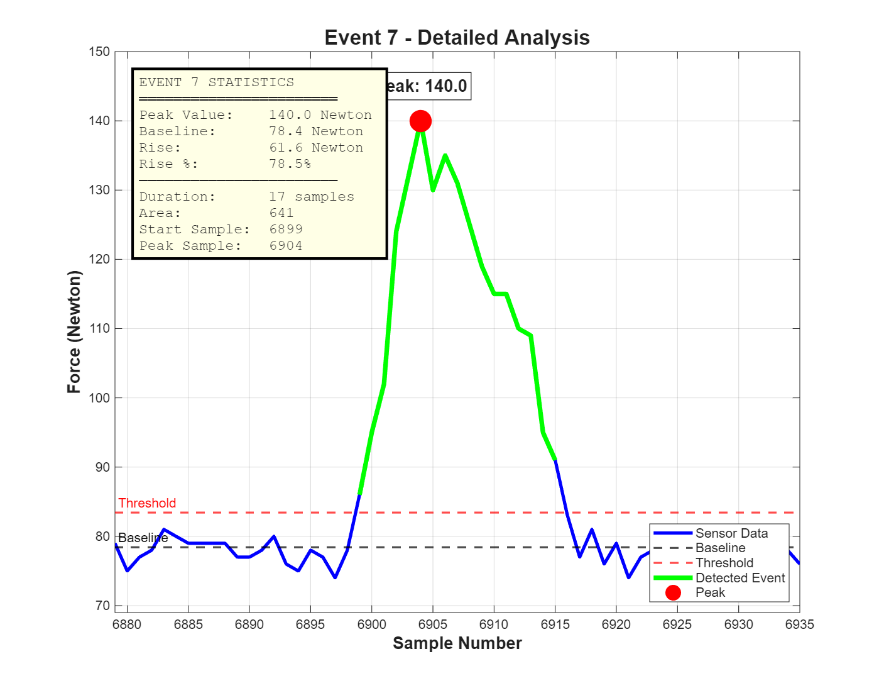 Event 7 - Detailed Analysis
150
140
130
120
110
100
90
80
70
Force (Newton)
EVENT 7 STATISTICS
Peak Value: 140.0 Newton
Baseline: 78.4 Newton
Rise: 61.6 Newton
Rise %: 78.5%
Duration: 17 samples
Area: 641
Start Sample: 6899
Peak Sample: 6904
eak: 140.0
Threshold
Baseline
Sensor Data
Baseline
Threshold
Detected Event
Peak
6880 6885 6890 6895 6900 6905 6910 6915 6920 6925 6930 6935
Sample Number